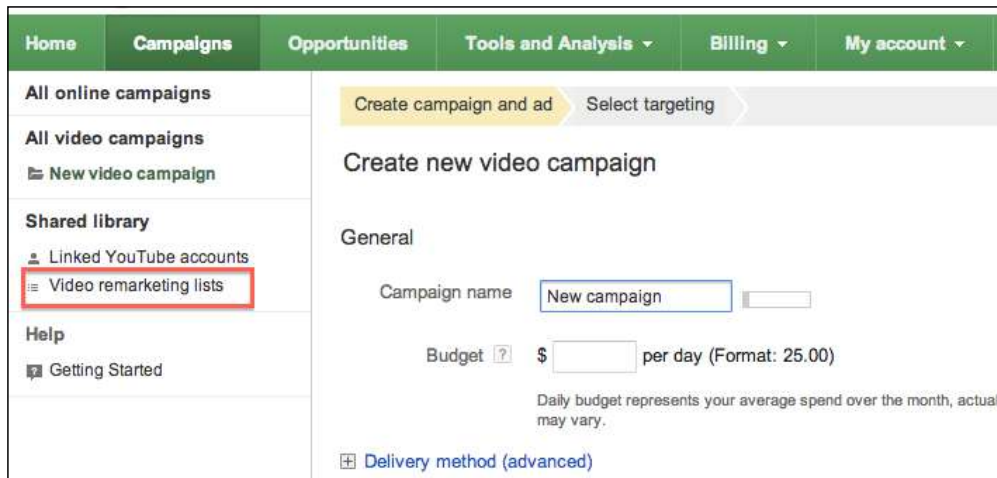 Home Campaigns Opportunities Tools and Analysis Billing My account
All online campaigns
All video campaigns
New video campaign
Shared library
Linked YouTube accounts
Video remarketing lists
Help
? Getting Started
Create campaign and ad Select targeting
Create new video campaign
General
Campaign name New campaign
Budget ? $ per day (Format: 25.00)
Daily budget represents your average spend over the month, actual
may vary.
+ Delivery method (advanced)